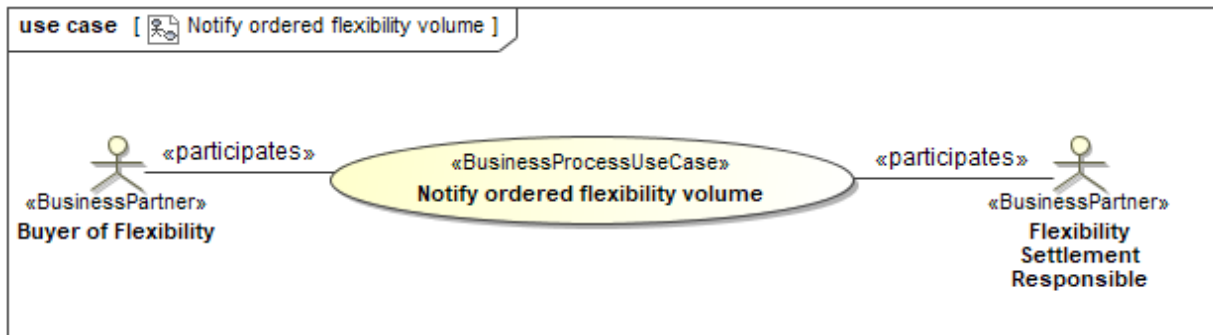 use case [ Notify ordered flexibility volume ]
«participates»
«BusinessProcessUseCase»
«participates»
Notify ordered flexibility volume
«BusinessPartner»
Buyer of Flexibility
«BusinessPartner»
Flexibility
Settlement
Responsible